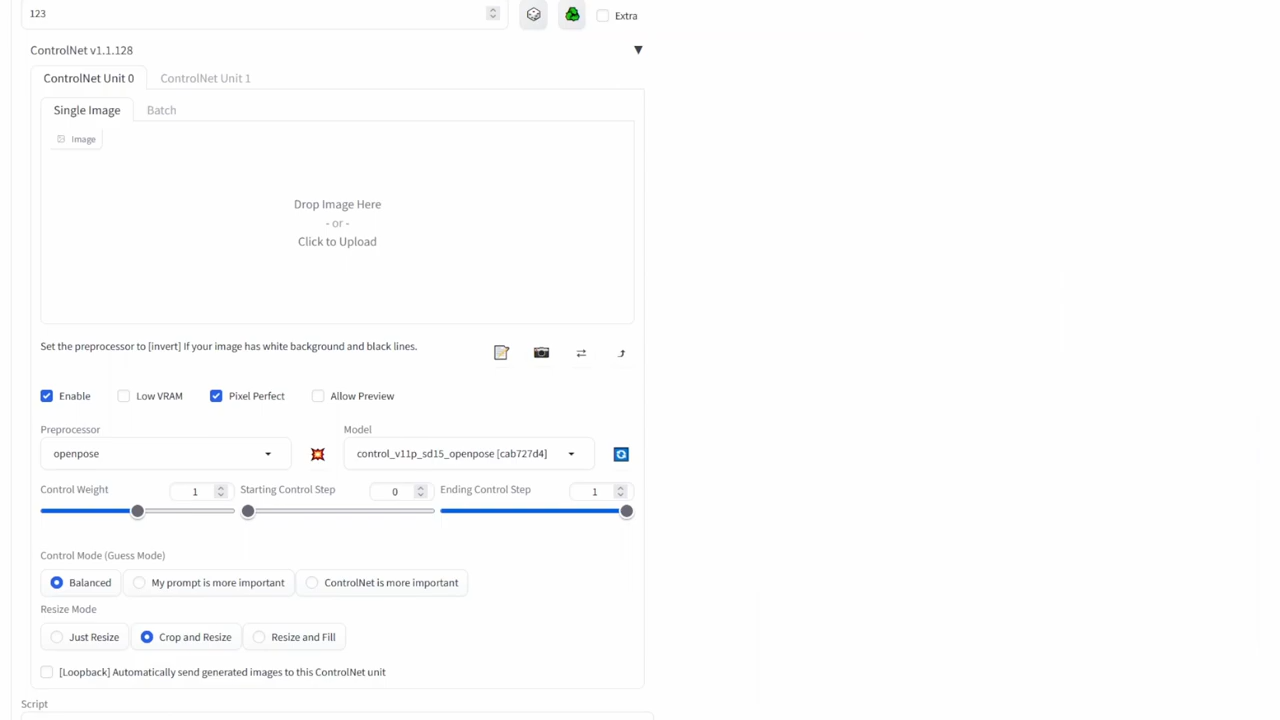 123
Extra
ControlNet v1.1.128
ControlNet Unit 0 ControlNet Unit 1
Single Image Batch
Image
Drop Image Here
- or -
Click to Upload
Set the preprocessor to [invert] If your image has white background and black lines.
Enable Low VRAM Pixel Perfect Allow Preview
Preprocessor Model
openpose control_v11p_sd15_openpose [cab727d4]
Control Weight 1 Starting Control Step 0 Ending Control Step 1
Control Mode (Guess Mode)
Balanced My prompt is more important ControlNet is more important
Resize Mode
Just Resize Crop and Resize Resize and Fill
[Loopback] Automatically send generated images to this ControlNet unit
Script